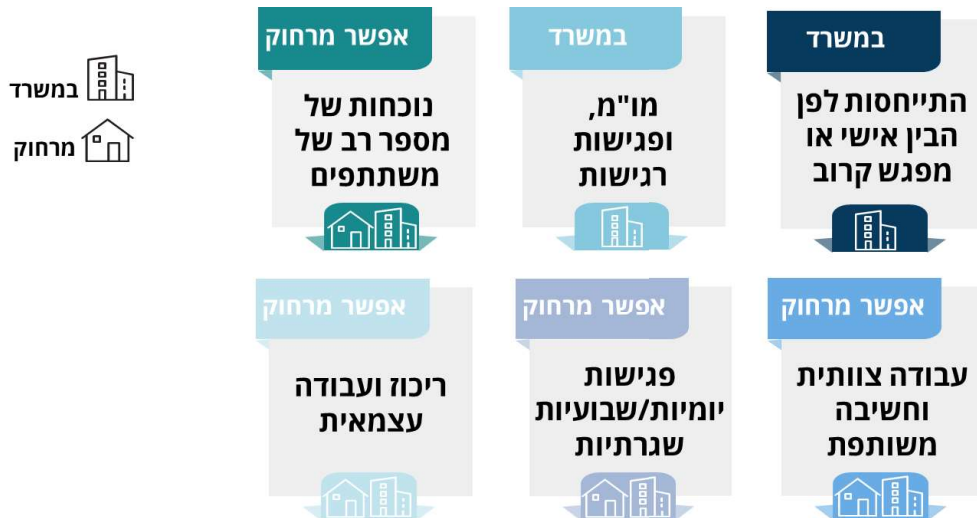 במשרד
התייחסות לפן
הבין אישי או
מפגש קרוב
במשרד
מו"מ,
ופגישות
רגישות
אפשר מרחוק
נוכחות של
מספר רב של
משתתפים
במשרד
מרחוק
אפשר מרחוק
עבודה צוותית
וחשיבה
משותפת
אפשר מרחוק
פגישות
יומיות/שבועיות
שגרתיות
אפשר מרחוק
ריכוז ועבודה
עצמאית